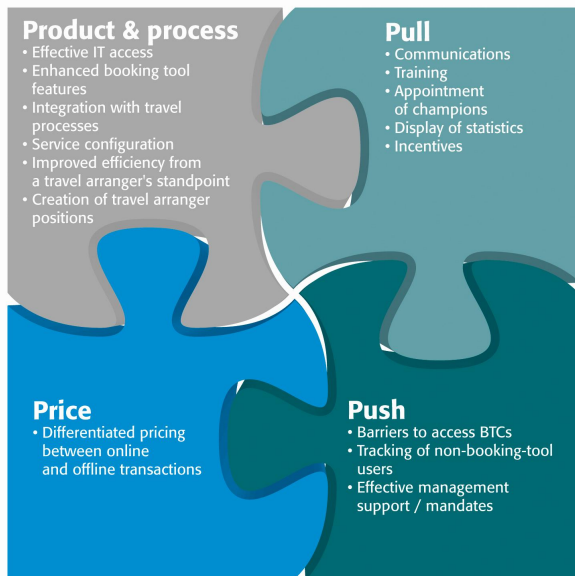 Product & process
• Effective IT access
• Enhanced booking tool
features
• Integration with travel
processes
• Service configuration
• Improved efficiency from
a travel arranger's standpoint
• Creation of travel arranger
positions
Pull
• Communications
• Training
• Appointment
of champions
• Display of statistics
• Incentives
Price
• Differentiated pricing
between online
and offline transactions
Push
• Barriers to access BTCs
• Tracking of non-booking-tool
users
• Effective management
support / mandates